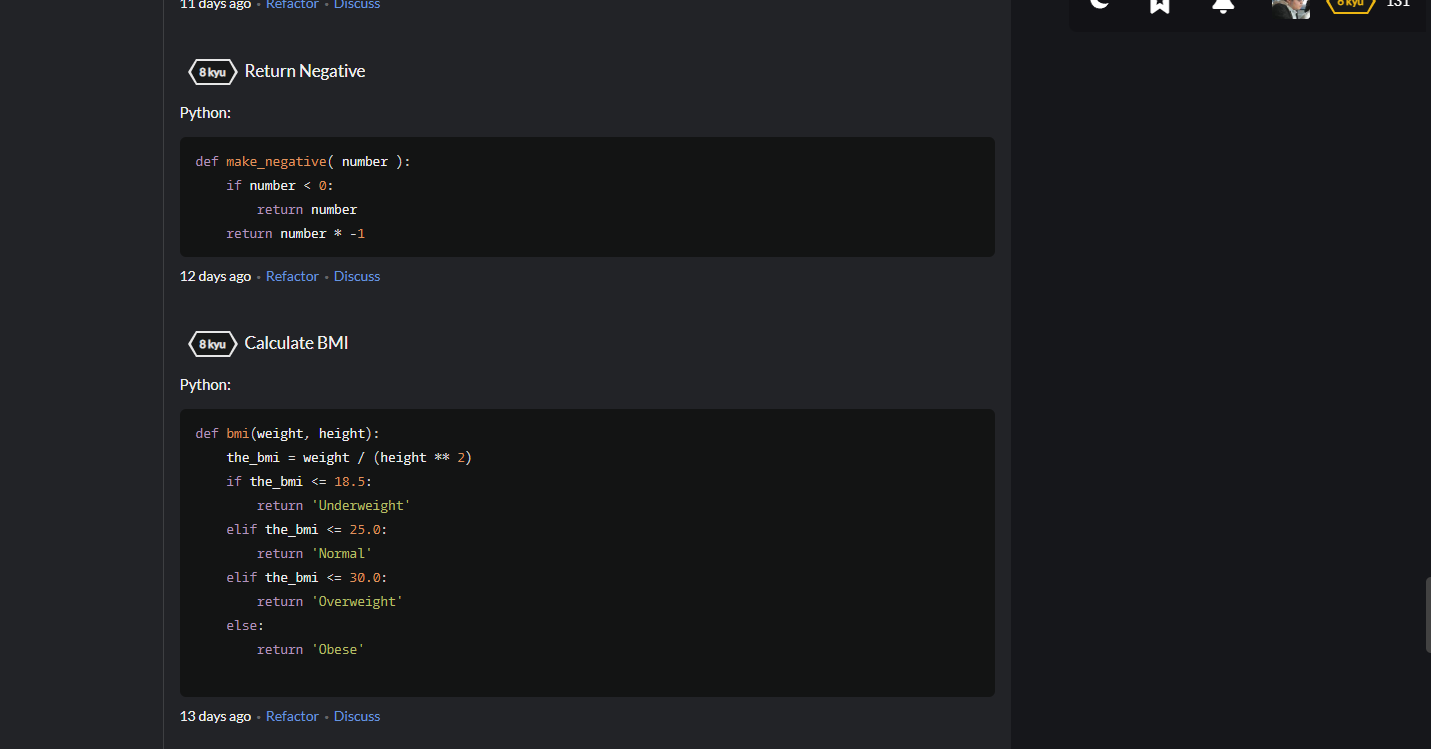 11 days ago • Refactor • Discuss
6 kyu 131
8 kyu Return Negative
Python:
def make_negative( number ):
    if number < 0:
        return number
    return number * -1
12 days ago • Refactor • Discuss
8 kyu Calculate BMI
Python:
def bmi(weight, height):
    the_bmi = weight / (height ** 2)
    if the_bmi <= 18.5:
        return 'Underweight'
    elif the_bmi <= 25.0:
        return 'Normal'
    elif the_bmi <= 30.0:
        return 'Overweight'
    else:
        return 'Obese'
13 days ago • Refactor • Discuss